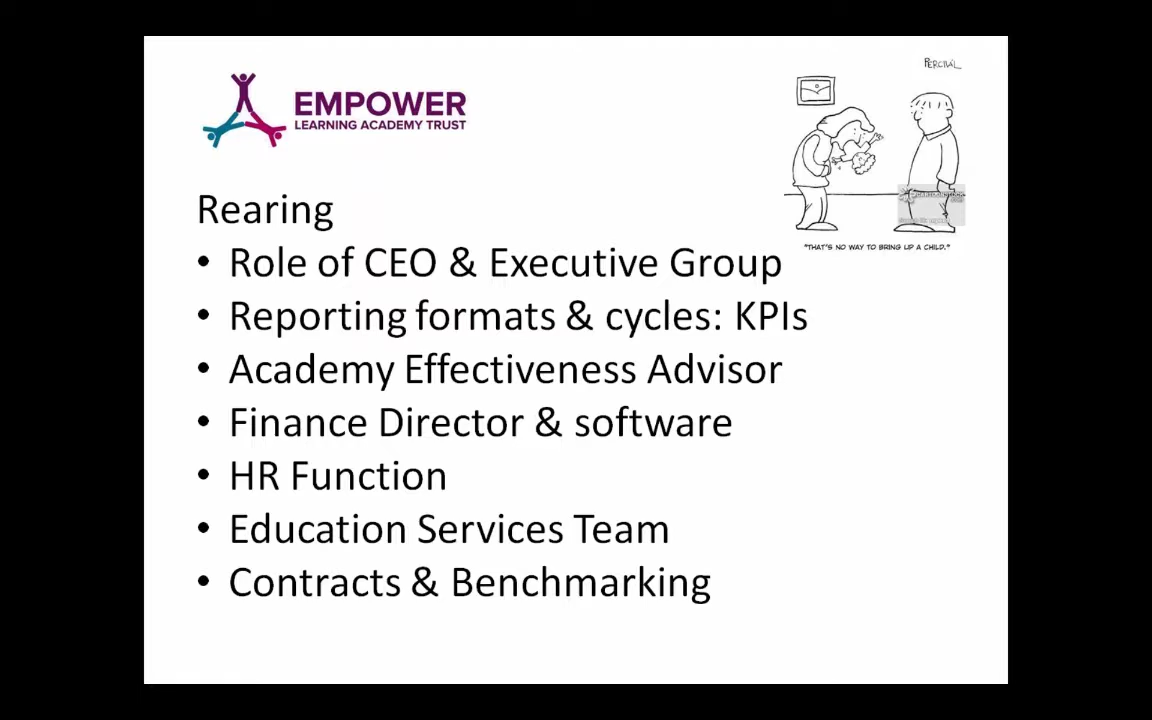 PERCIVAL
EMPOWER
LEARNING ACADEMY TRUST
"THAT'S NO WAY TO BRING UP A CHILD."
Rearing
• Role of CEO & Executive Group
• Reporting formats & cycles: KPIs
• Academy Effectiveness Advisor
• Finance Director & software
• HR Function
• Education Services Team
• Contracts & Benchmarking